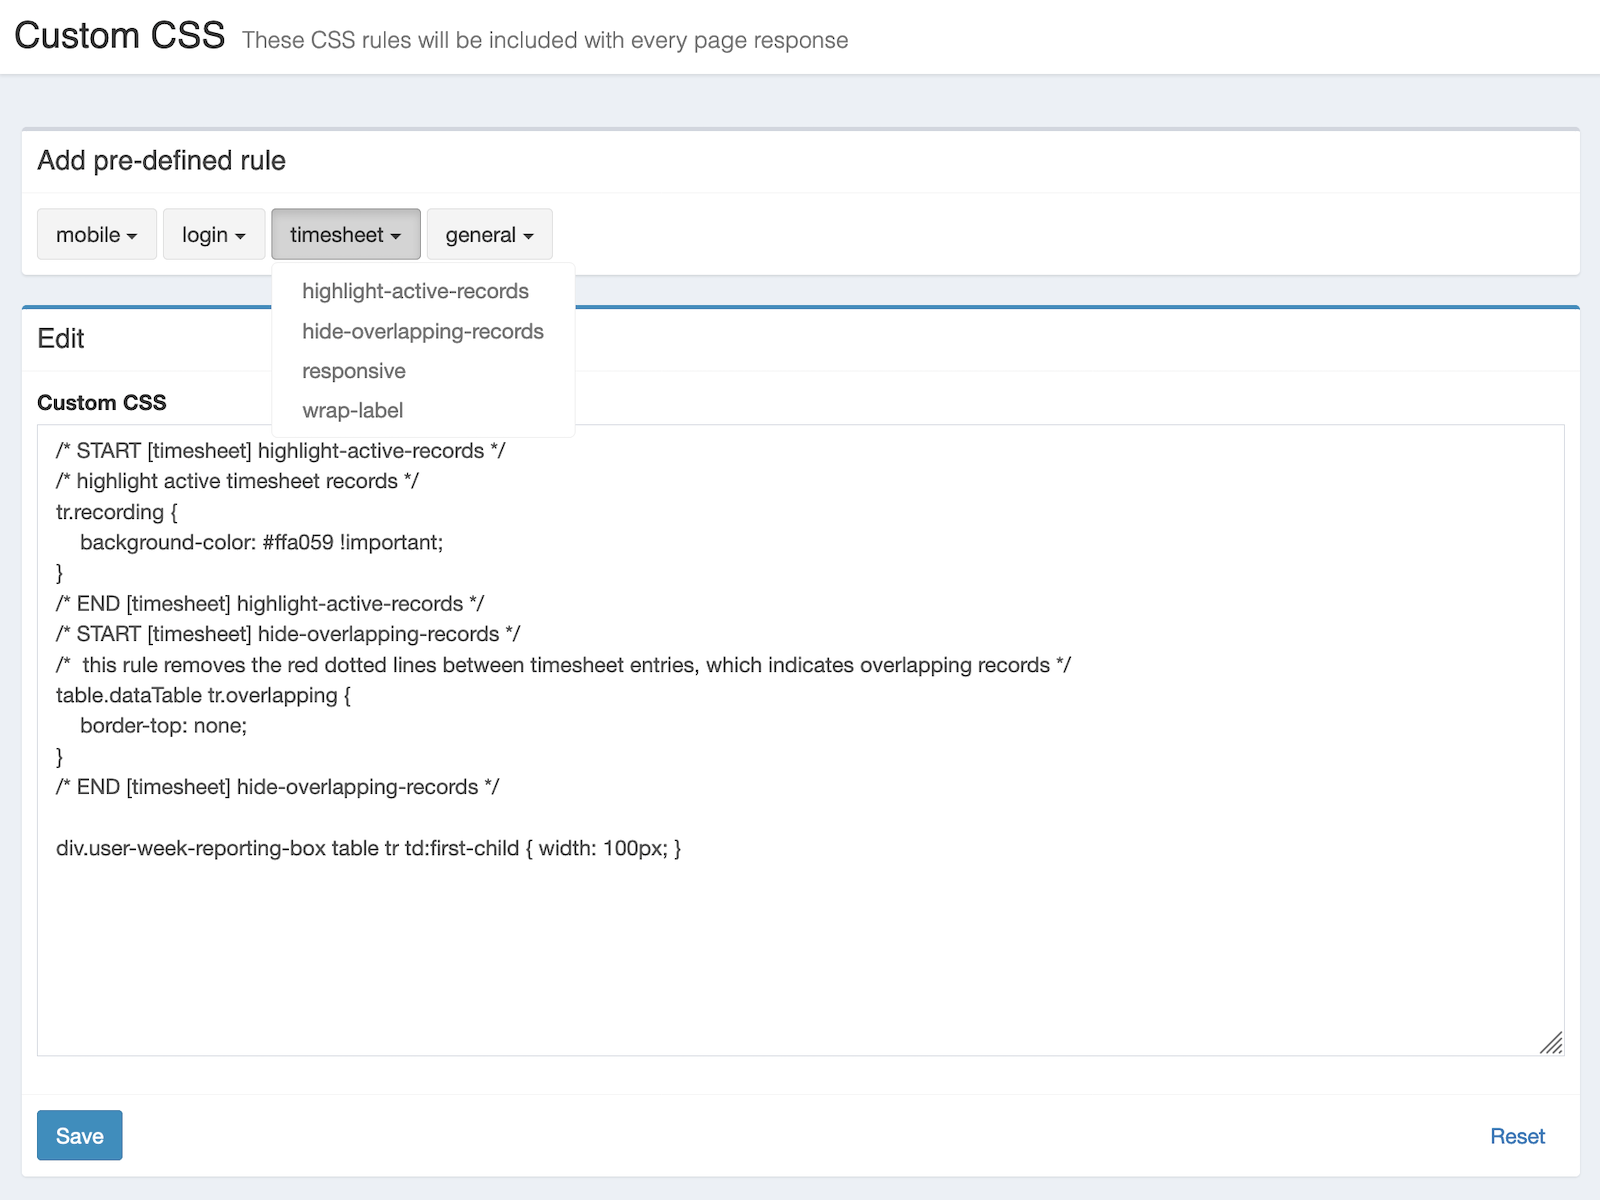 Custom CSS These CSS rules will be included with every page response
Add pre-defined rule
mobile login timesheet general
highlight-active-records
hide-overlapping-records
responsive
wrap-label
Edit
Custom CSS
/* START [timesheet] highlight-active-records */
/* highlight active timesheet records */
tr.recording {
    background-color: #ffa059 !important;
}
/* END [timesheet] highlight-active-records */
/* START [timesheet] hide-overlapping-records */
/*  this rule removes the red dotted lines between timesheet entries, which indicates overlapping records */
table.dataTable tr.overlapping {
    border-top: none;
}
/* END [timesheet] hide-overlapping-records */
div.user-week-reporting-box table tr td:first-child { width: 100px; }
Save Reset